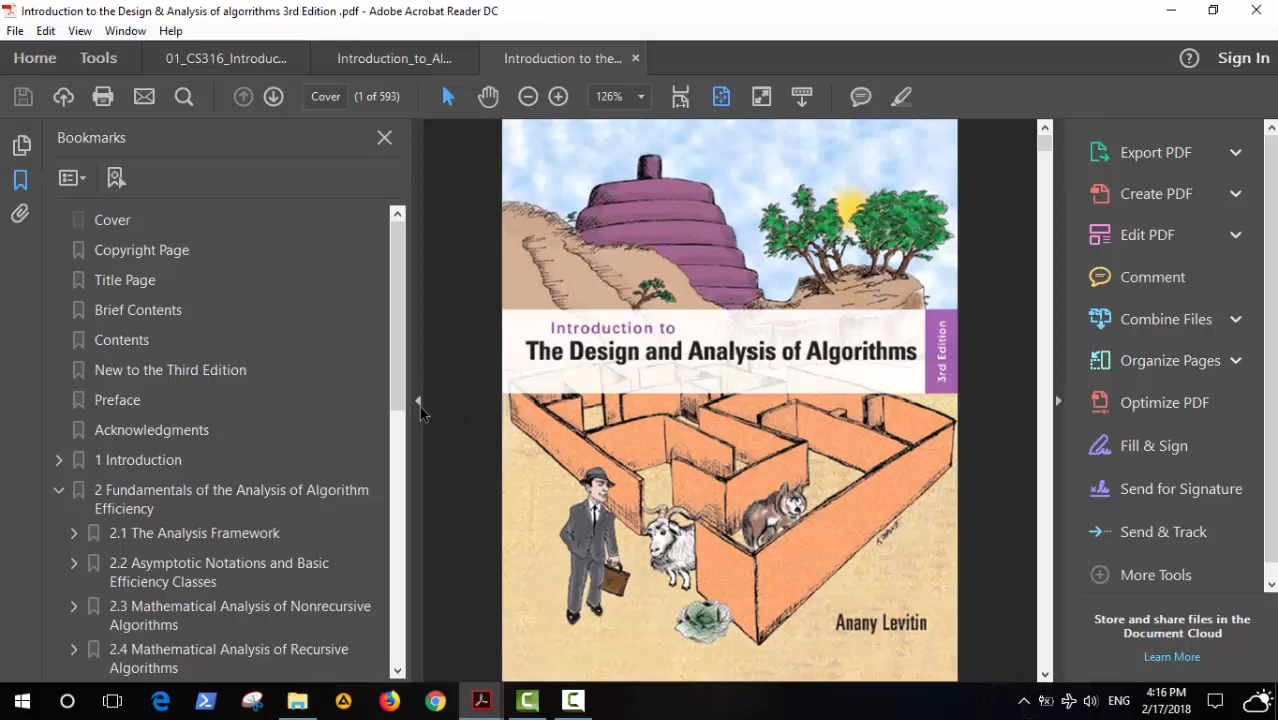 Introduction to the Design & Analysis of algorrithms 3rd Edition .pdf - Adobe Acrobat Reader DC
File Edit View Window Help
Home Tools 01_CS316_Introduc... Introduction_to_Al... Introduction to the... Sign In
Cover (1 of 593) 126%
Bookmarks
Cover
Copyright Page
Title Page
Brief Contents
Contents
New to the Third Edition
Preface
Acknowledgments
1 Introduction
2 Fundamentals of the Analysis of Algorithm
Efficiency
2.1 The Analysis Framework
2.2 Asymptotic Notations and Basic
Efficiency Classes
2.3 Mathematical Analysis of Nonrecursive
Algorithms
2.4 Mathematical Analysis of Recursive
Algorithms
Introduction to
The Design and Analysis of Algorithms
3rd Edition
Anany Levitin
Export PDF
Create PDF
Edit PDF
Comment
Combine Files
Organize Pages
Optimize PDF
Fill & Sign
Send for Signature
Send & Track
More Tools
Store and share files in the
Document Cloud
Learn More
ENG
4:16 PM
2/17/2018